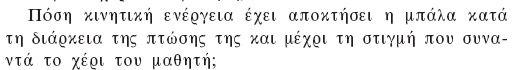 Πόση κινητική ενέργεια έχει αποκτήσει η μπάλα κατά
τη διάρκεια της πτώσης της και μέχρι τη στιγμή που συνα-
ντά το χέρι του μαθητή;